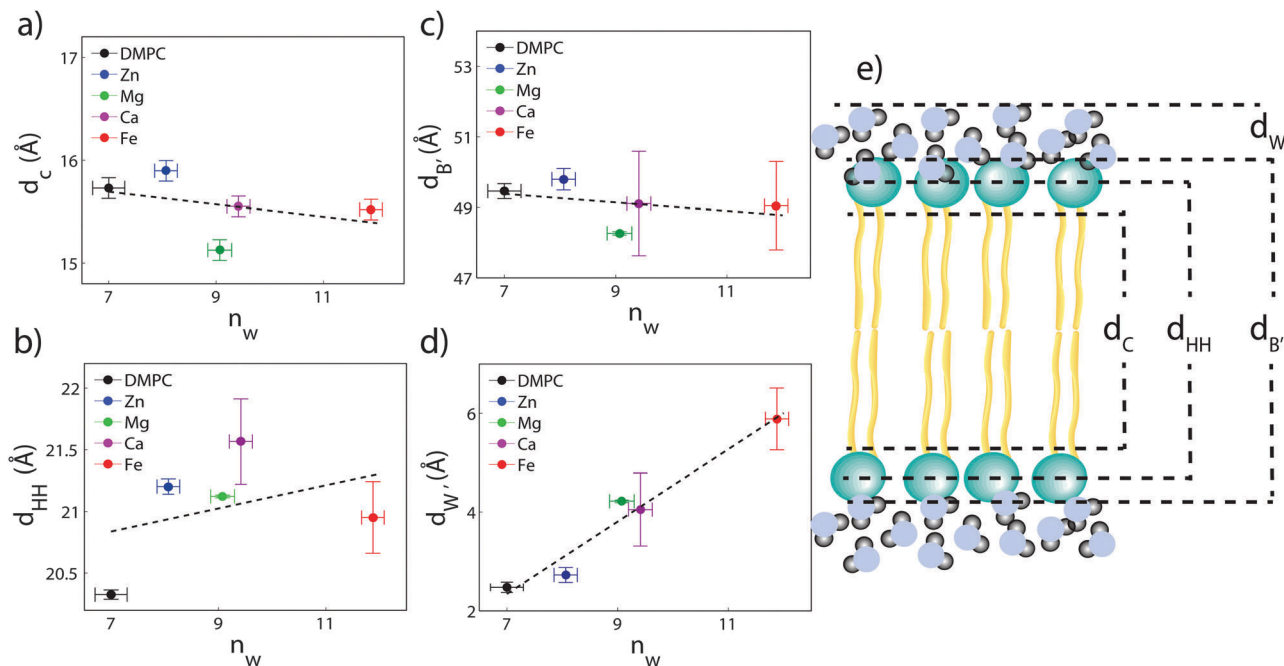 a)
17
16
15
d_c (Å)
DMPC
Zn
Mg
Ca
Fe
7 9 11
n_w
c)
53
51
49
47
d_B' (Å)
DMPC
Zn
Mg
Ca
Fe
7 9 11
n_w
b)
22
21.5
21
20.5
d_HH (Å)
DMPC
Zn
Mg
Ca
Fe
7 9 11
n_w
d)
6
4
2
d_W' (Å)
DMPC
Zn
Mg
Ca
Fe
7 9 11
n_w
e)
d_W
d_C d_HH d_B'